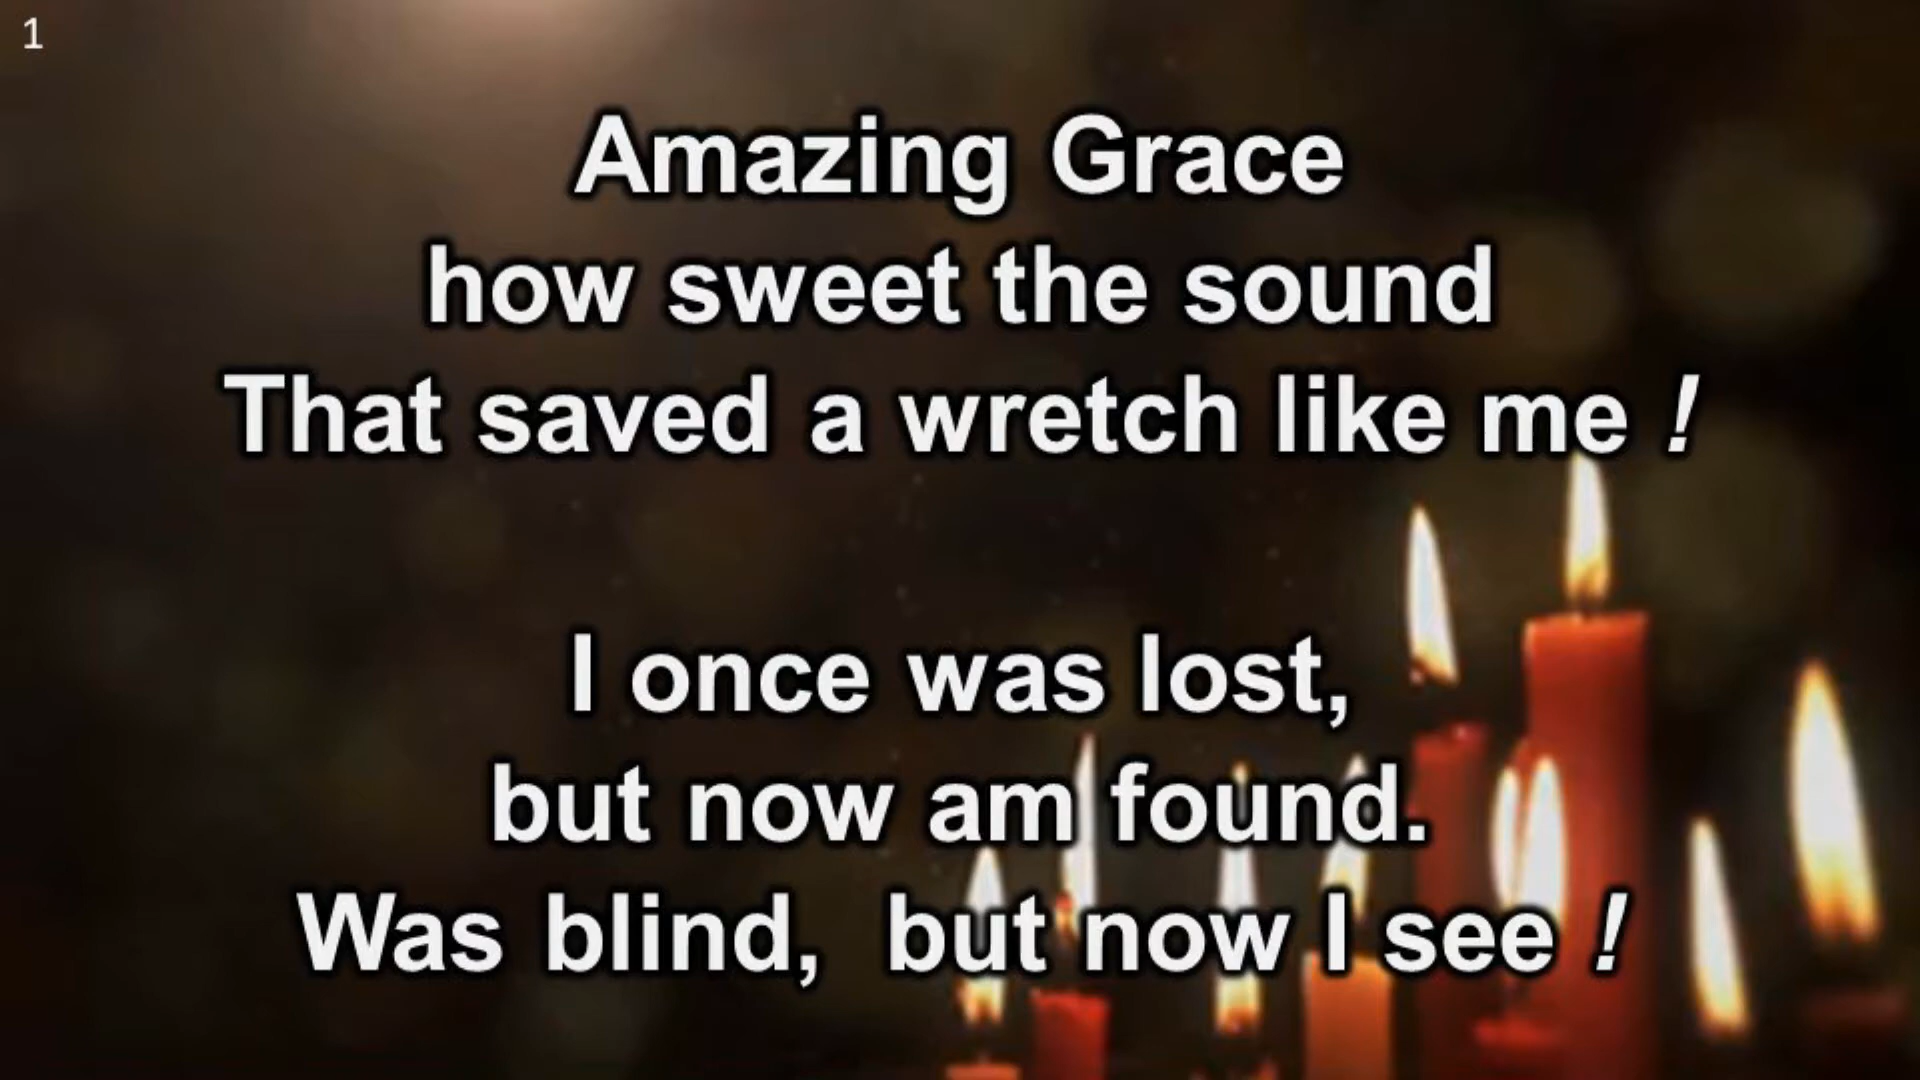 1
Amazing Grace
how sweet the sound
That saved a wretch like me !
I once was lost,
but now am found.
Was blind, but now I see !